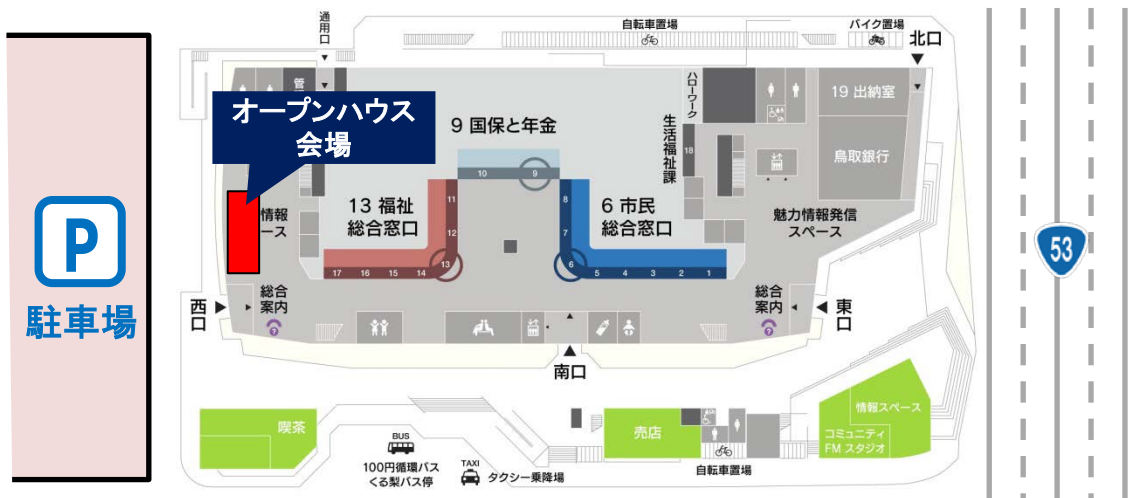 通用口
自転車置場
バイク置場
北口
管
ハローワーク
19 出納室
オープンハウス
会場
9 国保と年金
生活福祉課
18
鳥取銀行
10
9
P
駐車場
情報
ース
13 福祉
総合窓口
11
12
8
7
6 市民
総合窓口
魅力情報発信
スペース
53
17
16
15
14
13
6
5
4
3
2
1
西口
総合
案内
?
総合
案内
?
東口
南口
喫茶
売店
情報スペース
コミュニティ
FM スタジオ
BUS
100円循環バス
くる梨バス停
TAXI
タクシー乗降場
自転車置場